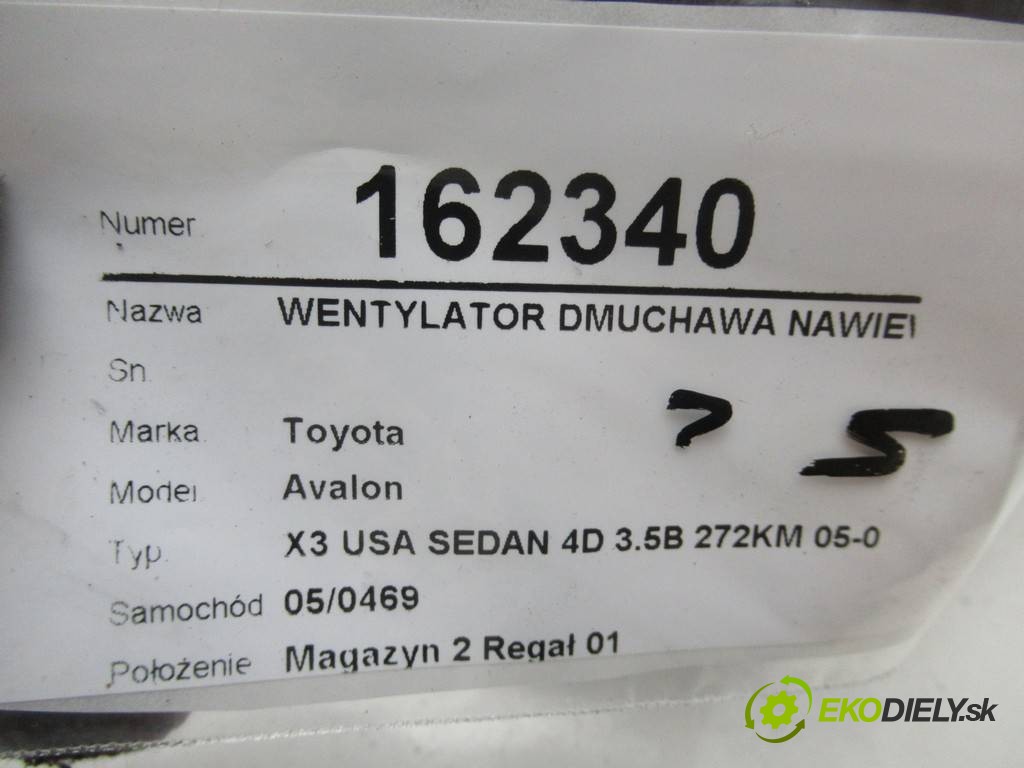 Numer 162340
Nazwa WENTYLATOR DMUCHAWA
Sn.
Marka Toyota
Model Avalon
Typ. X3 USA SEDAN 4D 3.5B 272KM 05-0
Samochód 05/0469
Położenie Magazyn 2 Regał 01
EKODIELY.sk